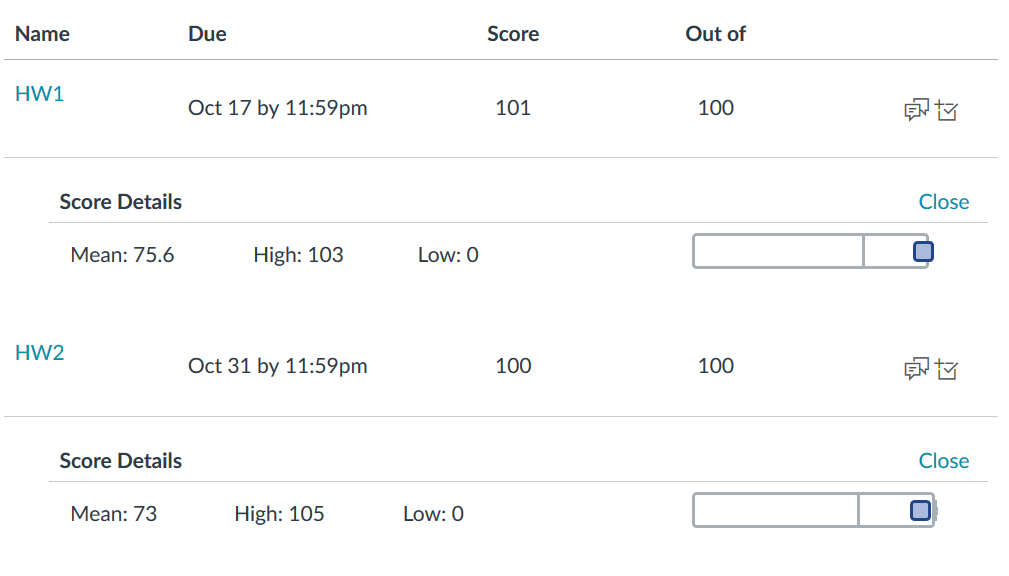 Name Due Score Out of
HW1
Oct 17 by 11:59pm 101 100
Score Details Close
Mean: 75.6 High: 103 Low: 0
HW2
Oct 31 by 11:59pm 100 100
Score Details Close
Mean: 73 High: 105 Low: 0